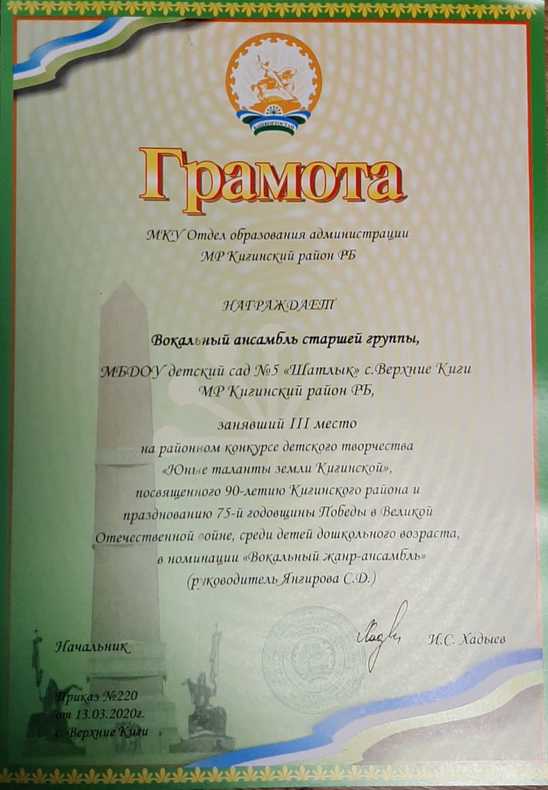 Грамота
МКУ Отдел образования администрации
МР Кигинский район РБ
НАГРАЖДАЕТ
Вокальный ансамбль старшей группы,
МБДОУ детский сад №5 «Шатлык» с.Верхние Киги
МР Кигинский район РБ,
занявший III место
на районном конкурсе детского творчества
«Юные таланты земли Кигинской»,
посвященного 90-летию Кигинского района и
празднованию 75-й годовщины Победы в Великой
Отечественной войне, среди детей дошкольного возраста,
в номинации «Вокальный жанр-ансамбль»
(руководитель Янгирова С.Д.)
Начальник
И.С. Хадыев
Приказ №220
от 13.03.2020г.
с. Верхние Киги